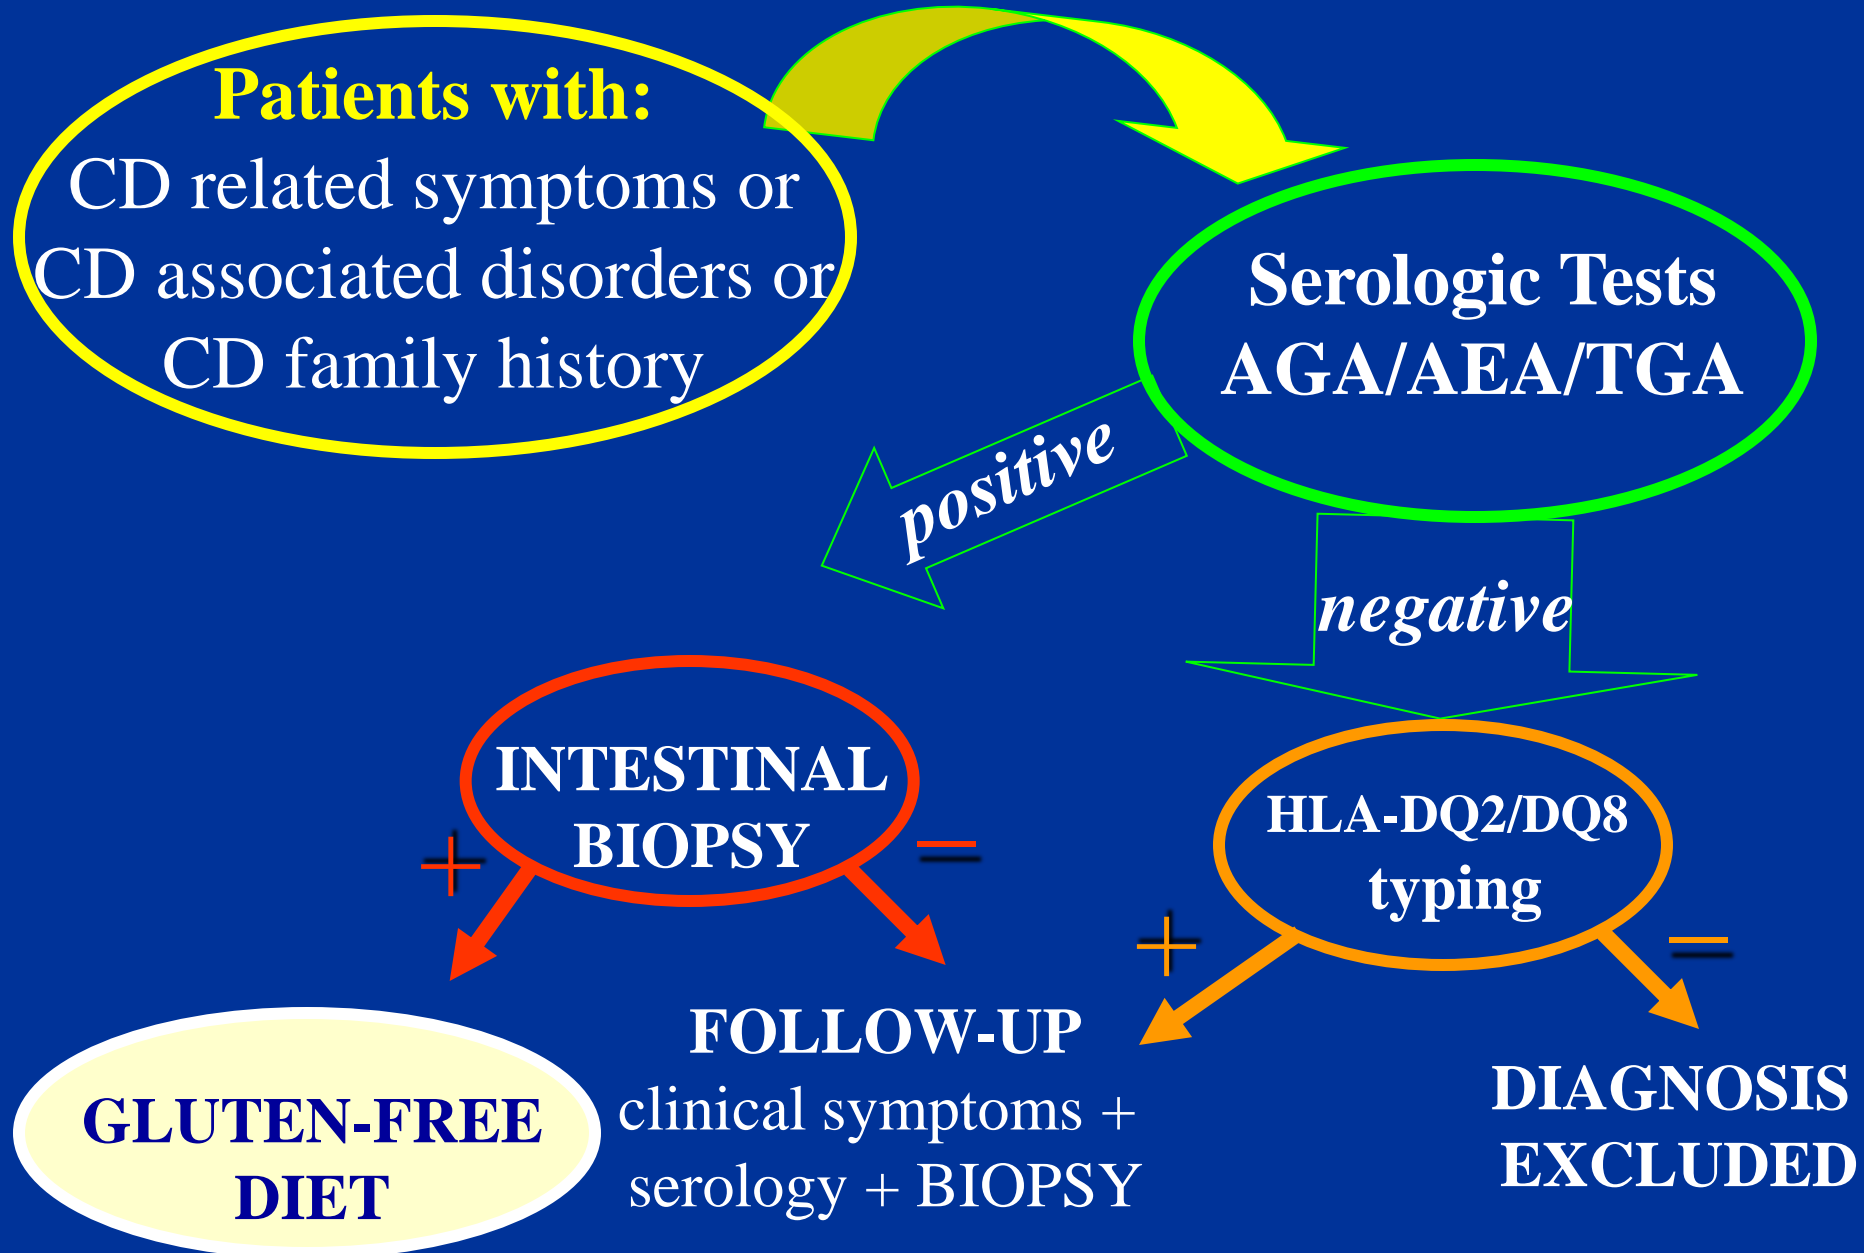 Patients with:
CD related symptoms or
CD associated disorders or
CD family history
Serologic Tests
AGA/AEA/TGA
positive
negative
INTESTINAL
BIOPSY
+
–
HLA-DQ2/DQ8
typing
+
–
GLUTEN-FREE
DIET
FOLLOW-UP
clinical symptoms +
serology + BIOPSY
DIAGNOSIS
EXCLUDED